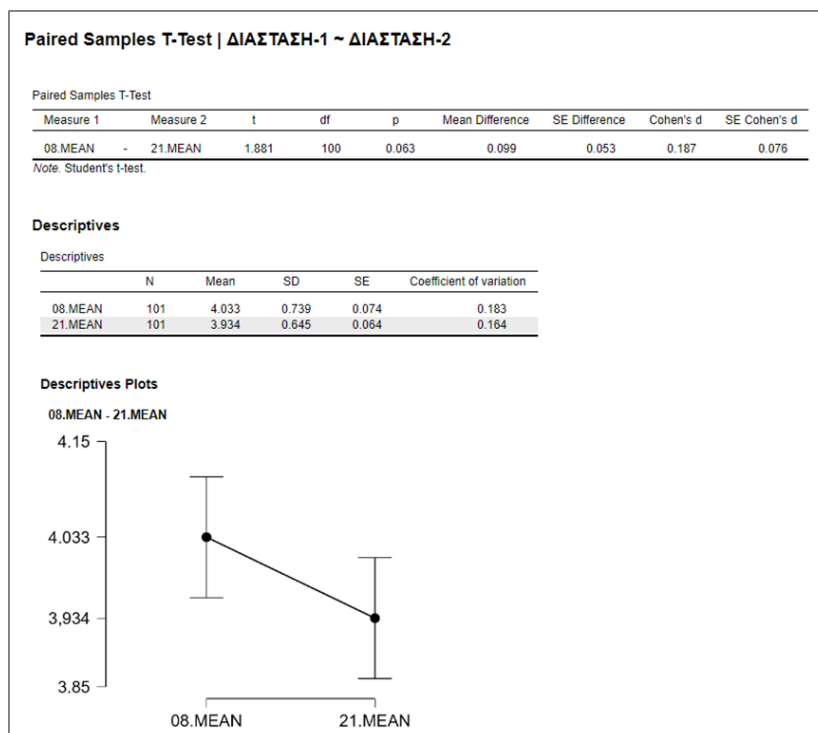 Paired Samples T-Test | ΔΙΑΣΤΑΣΗ-1 ~ ΔΙΑΣΤΑΣΗ-2
Paired Samples T-Test
Measure 1 Measure 2 t df p Mean Difference SE Difference Cohen's d SE Cohen's d
08.MEAN - 21.MEAN 1.881 100 0.063 0.099 0.053 0.187 0.076
Note. Student's t-test.
Descriptives
Descriptives
N Mean SD SE Coefficient of variation
08.MEAN 101 4.033 0.739 0.074 0.183
21.MEAN 101 3.934 0.645 0.064 0.164
Descriptives Plots
08.MEAN - 21.MEAN
4.15
4.033
3,934
3.85
08.MEAN 21.MEAN